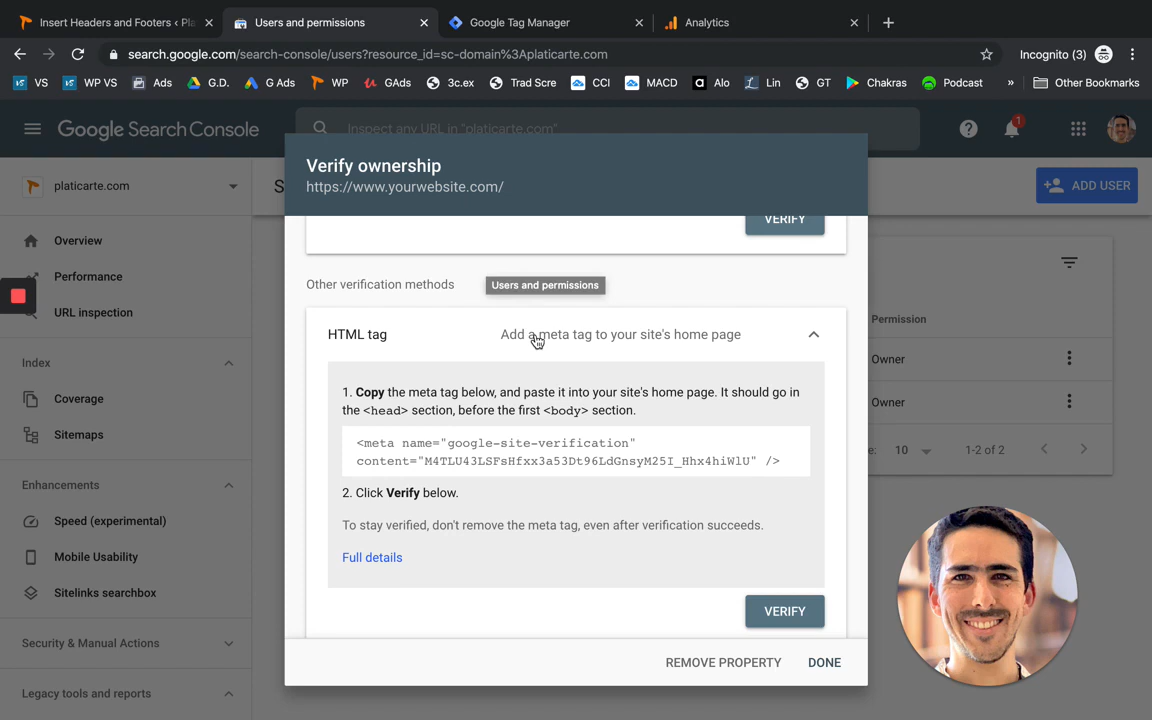 Insert Headers and Footers ‹ Pla
Users and permissions
Google Tag Manager
Analytics
search.google.com/search-console/users?resource_id=sc-domain%3Aplaticarte.com
Incognito (3)
VS
WP VS
Ads
G.D.
G Ads
WP
GAds
3c.ex
Trad Scre
CCI
MACD
Alo
Lin
GT
Chakras
Podcast
»
Other Bookmarks
Google Search Console
Inspect any URL in "platicarte.com"
1
platicarte.com
S
ADD USER
Overview
Performance
URL inspection
Index
Coverage
Sitemaps
Enhancements
Speed (experimental)
Mobile Usability
Sitelinks searchbox
Security & Manual Actions
Legacy tools and reports
Verify ownership
https://www.yourwebsite.com/
VERIFY
Other verification methods
Users and permissions
HTML tag
Add a meta tag to your site's home page
1. Copy the meta tag below, and paste it into your site's home page. It should go in
the <head> section, before the first <body> section.
<meta name="google-site-verification"
content="M4TLU43LSFsHfxx3a53Dt96LdGnsyM25I_Hhx4hiWlU" />
2. Click Verify below.
To stay verified, don't remove the meta tag, even after verification succeeds.
Full details
VERIFY
REMOVE PROPERTY
DONE
Permission
Owner
Owner
e:
10
1-2 of 2